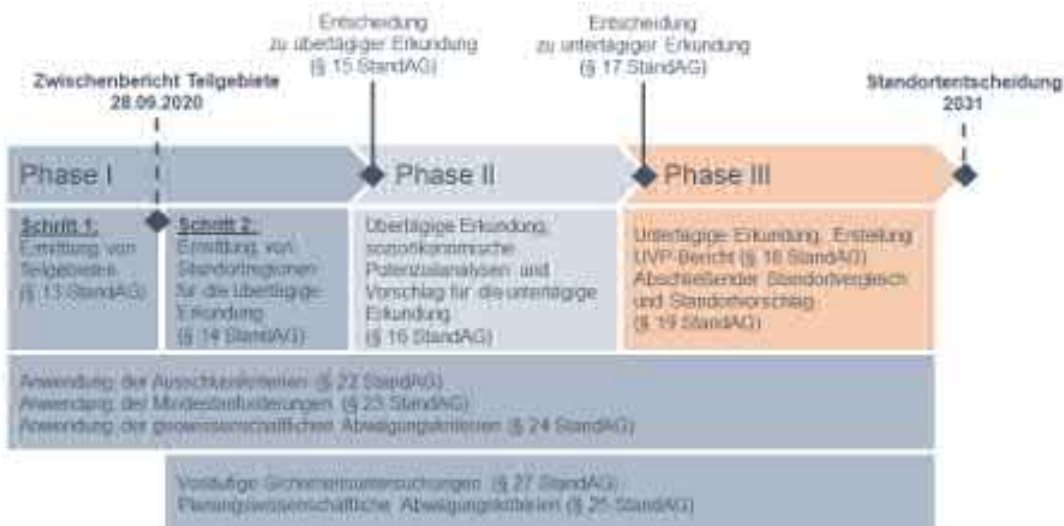 Entscheidung
zu übertägiger Erkundung
(§ 15 StandAG)
Entscheidung
zu untertägiger Erkundung
(§ 17 StandAG)
Zwischenbericht Teilgebiete
28.09.2020
Standortentscheidung
2031
Phase I
Phase II
Phase III
Schritt 1:
Ermittlung von
Teilgebieten
(§ 13 StandAG)
Schritt 2:
Ermittlung von
Standortregionen
für die übertägige
Erkundung
(§ 14 StandAG)
Übertägige Erkundung,
sozioökonomische
Potenzialanalysen und
Vorschlag für die untertägige
Erkundung
(§ 16 StandAG)
Untertägige Erkundung, Erstellung
UVP-Bericht (§ 18 StandAG)
Abschließender Standortvergleich
und Standortvorschlag
(§ 19 StandAG)
Anwendung der Ausschlusskriterien (§ 22 StandAG)
Anwendung der Mindestanforderungen (§ 23 StandAG)
Anwendung der geowissenschaftlichen Abwägungskriterien (§ 24 StandAG)
Vorläufige Sicherheitsuntersuchungen (§ 27 StandAG)
Planungswissenschaftliche Abwägungskriterien (§ 25 StandAG)